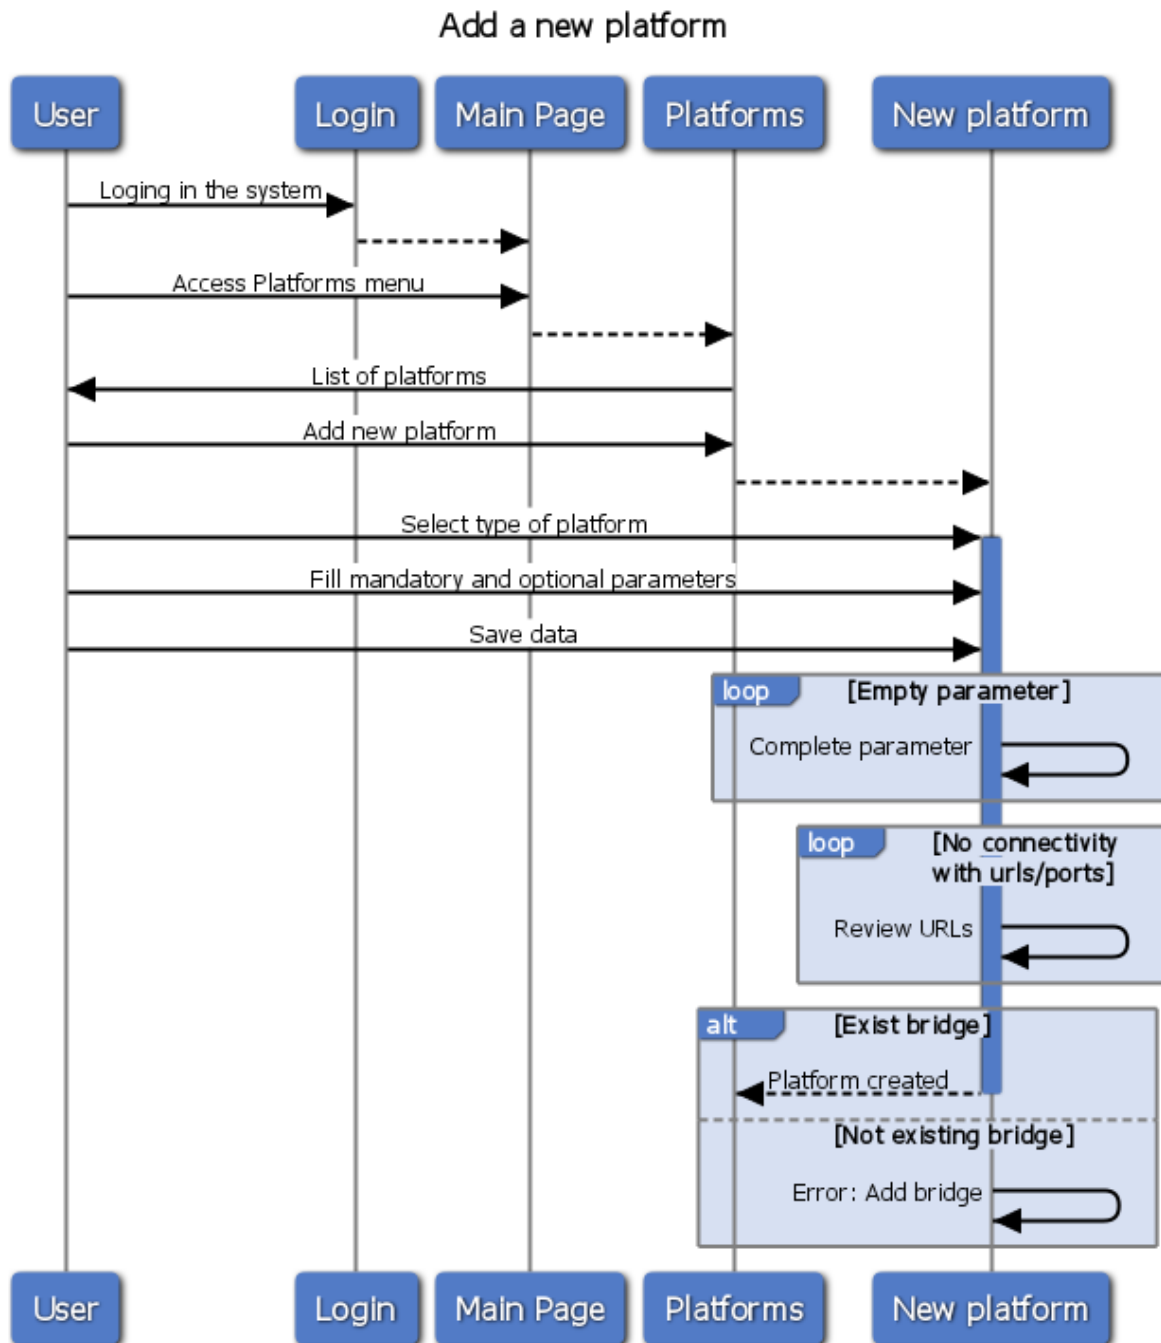 Add a new platform
User Login Main Page Platforms New platform
Loging in the system
Access Platforms menu
List of platforms
Add new platform
Select type of platform
Fill mandatory and optional parameters
Save data
loop [Empty parameter]
Complete parameter
loop [No connectivity
with urls/ports]
Review URLs
alt [Exist bridge]
Platform created
[Not existing bridge]
Error: Add bridge
User Login Main Page Platforms New platform